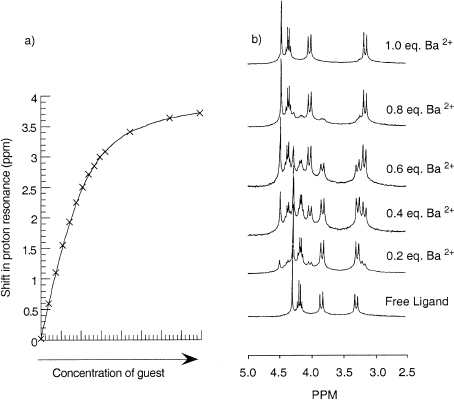 a)
Shift in proton resonance (ppm)
4
3.5
3
2.5
2
1.5
1
0.5
0
Concentration of guest
b)
1.0 eq. Ba 2+
0.8 eq. Ba 2+
0.6 eq. Ba 2+
0.4 eq. Ba 2+
0.2 eq. Ba 2+
Free Ligand
5.0 4.5 4.0 3.5 3.0 2.5
PPM